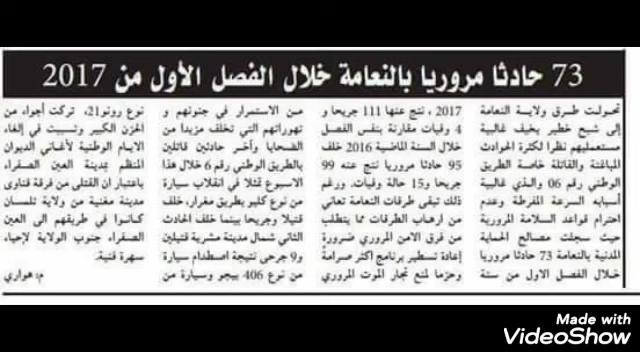 73 حادثا مروريا بالنعامة خلال الفصل الأول من 2017
تحولت طرق ولاية النعامة
إلى شبح خطير يخيف غالبية
مستعمليهم نظرا لكثرة الحوادث
المباغتة والقاتلة خاصة الطريق
الوطني رقم 06 والذي غالبية
أسبابه السرعة المفرطة وعدم
احترام قواعد السلامة المرورية
حيث سجلت مصالح الحماية
المدنية بالنعامة 73 حادثا مروريا
خلال الفصل الاول من سنة
2017 ، نتج عنها 111 جريحا و
4 وفيات مقارنة بنفس الفصل
خلال السنة الماضية 2016 خلف
95 حادثا مروريا نتج عنه 99
جريحا و15 حالة وفيات. ورغم
ذلك تبقى طرقات النعامة تعاني
من ارهاب الطرقات مما يتطلب
من فرق الامن المروري ضرورة
إعادة تسطير برنامج اكثر صرامة
وحزما لمنع تجار الموت المروري
من الاستمرار في جنونهم و
تهوراتهم التي تخلف مزيدا من
الضحايا وآخر حادثين قاتلين
بالطريق الوطني رقم 6 خلال هذا
الاسبوع تمثلا في انقلاب سيارة
من نوع كليو بطريق مغرار، خلف
قتيلا وجريحا بينما خلف الحادث
الثاني شمال مدينة مشرية قتيلين
و9 جرحى نتيجة اصطدام سيارة
من نوع 406 بيجو وسيارة من
نوع رونو21، تركت أجواء من
الحزن الكبير وتسببت في إلغاء
الايام الوطنية لأغاني الديوان
المنظم بمدينة العين الصفراء
باعتبار ان القتلى من فرقة فناوى
مدينة مغنية من ولاية تلمسان
كانوا في طريقهم الى العين
الصفراء جنوب الولاية لإحياء
سهرة فنية.
م: هواري
Made with
VideoShow